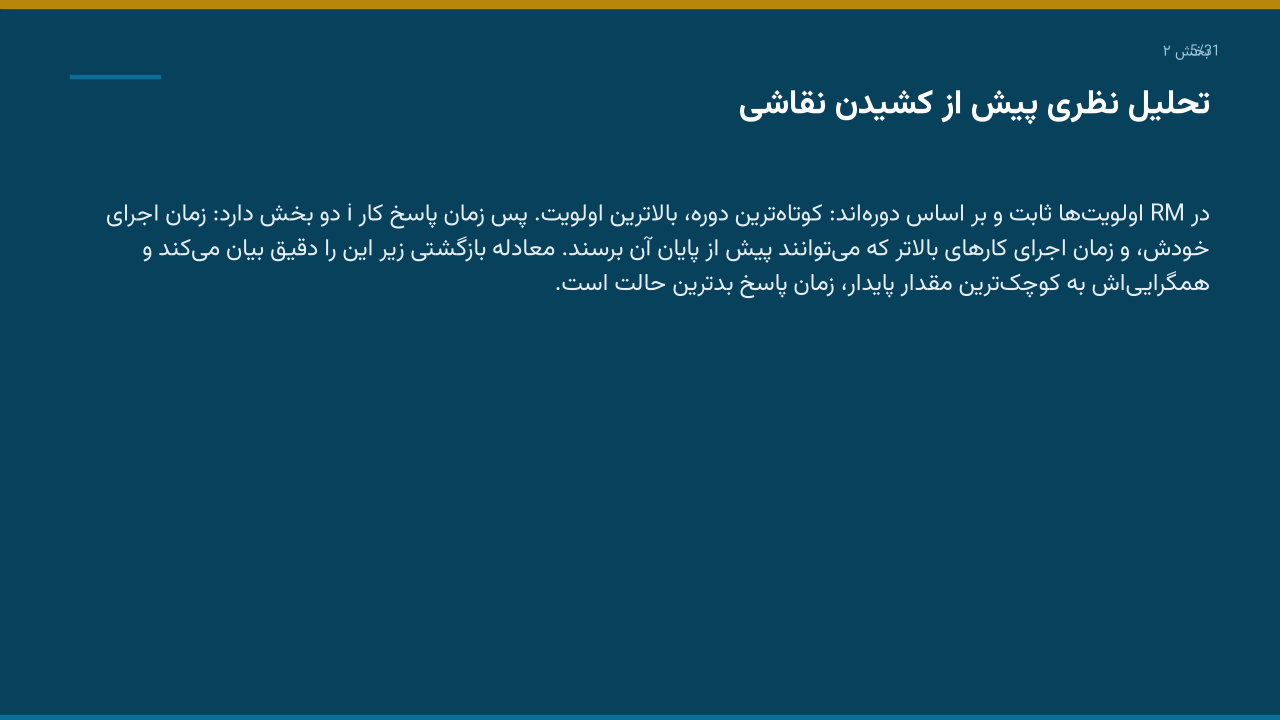 بخش ۲
5/31
تحلیل نظری پیش از کشیدن نقاشی
در RM اولویت‌ها ثابت و بر اساس دوره‌اند: کوتاه‌ترین دوره، بالاترین اولویت. پس زمان پاسخ کار i دو بخش دارد: زمان اجرای
خودش، و زمان اجرای کارهای بالاتر که می‌توانند پیش از پایان آن برسند. معادله بازگشتی زیر این را دقیق بیان می‌کند و
همگرایی‌اش به کوچک‌ترین مقدار پایدار، زمان پاسخ بدترین حالت است.